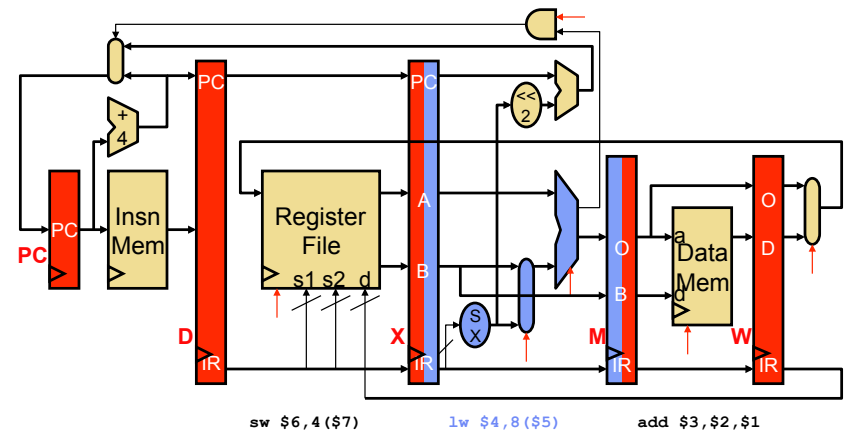 PC
PC
<<
2
+
4
PC
PC
Insn
Mem
Register
File
s1 s2 d
A
B
S
X
O
B
a
d
Data
Mem
O
D
D
X
M
W
IR
IR
IR
IR
sw $6,4($7)
lw $4,8($5)
add $3,$2,$1